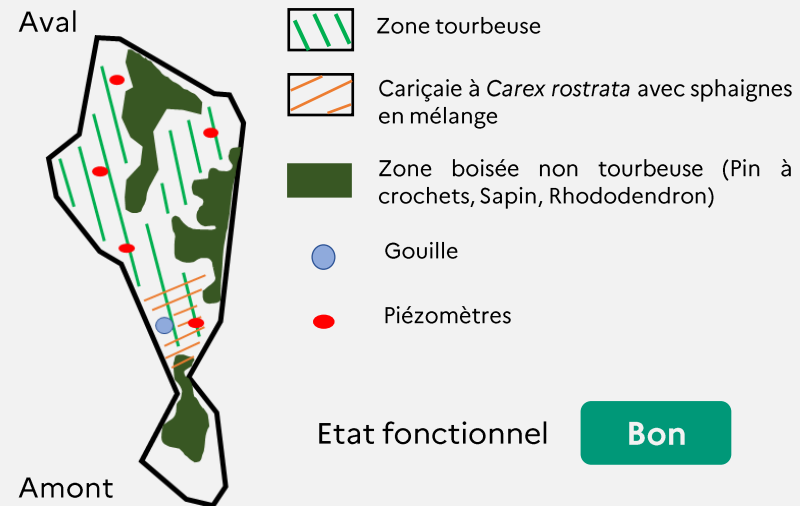 Aval
Zone tourbeuse
Cariçaie à Carex rostrata avec sphaignes
en mélange
Zone boisée non tourbeuse (Pin à
crochets, Sapin, Rhododendron)
Gouille
Piézomètres
Etat fonctionnel
Bon
Amont